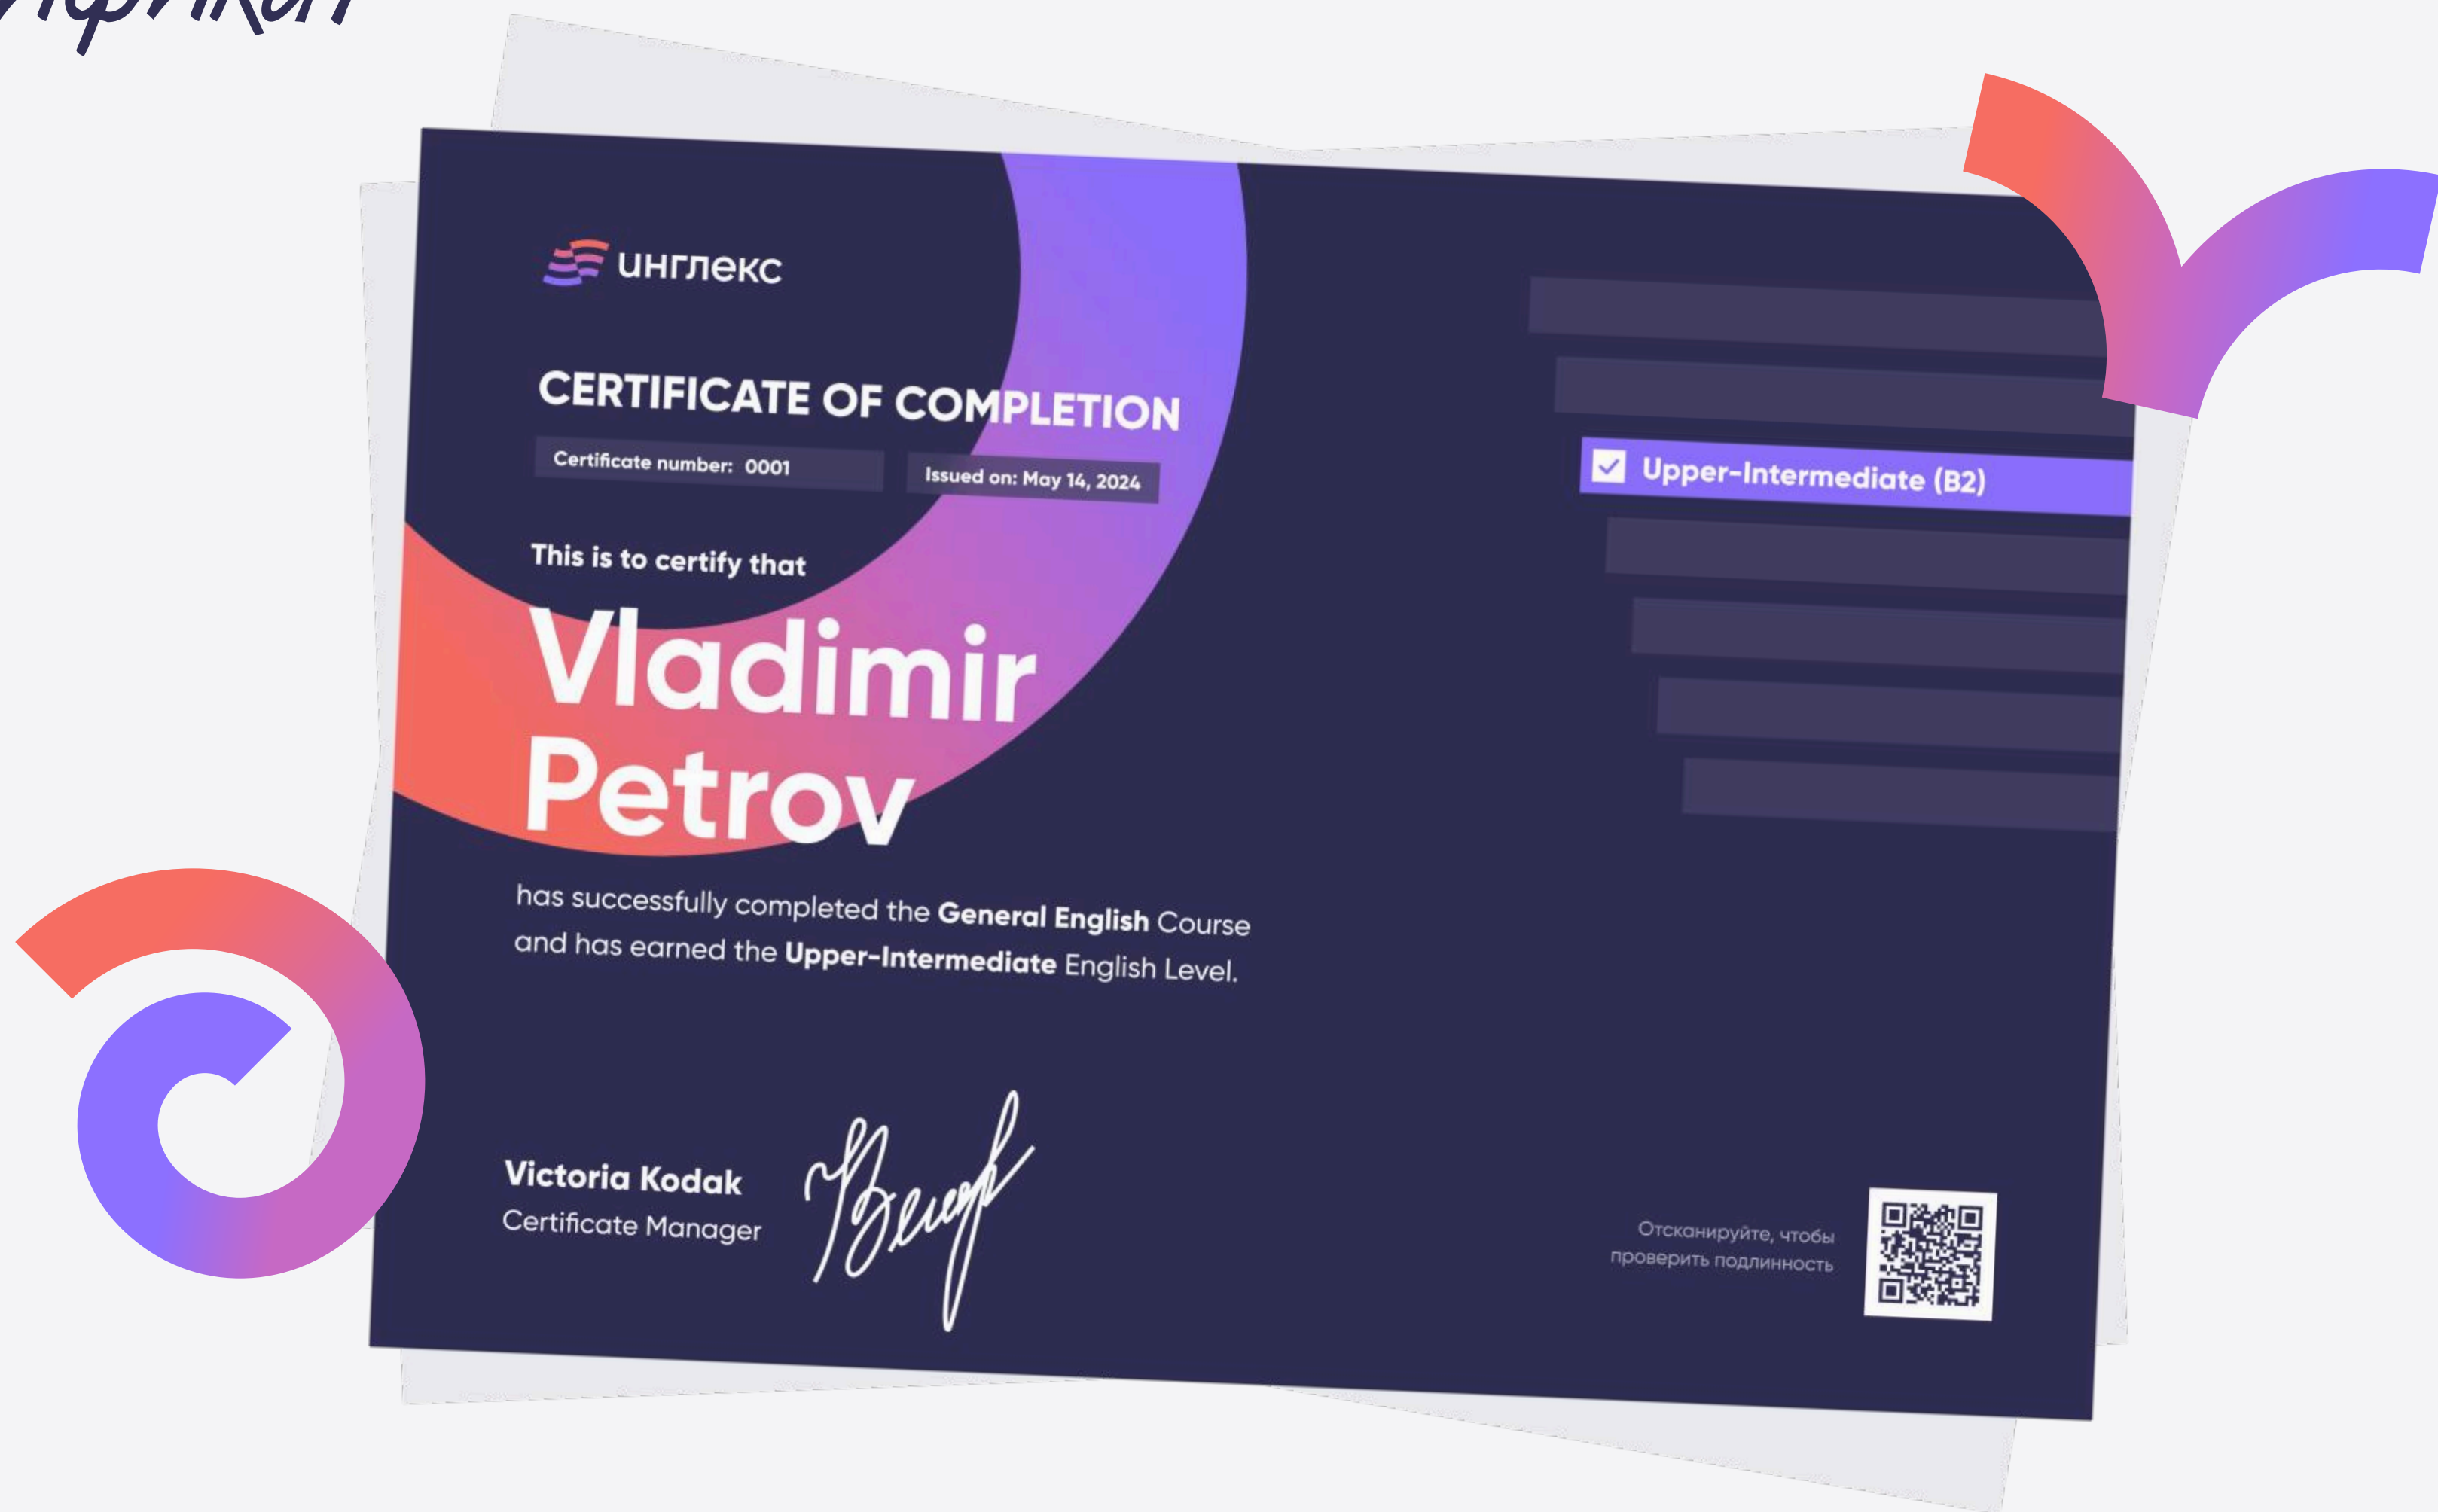 инглекс
CERTIFICATE OF COMPLETION
Certificate number: 0001
Issued on: May 14, 2024
This is to certify that
Vladimir
Petrov
has successfully completed the General English Course
and has earned the Upper-Intermediate English Level.
Victoria Kodak
Certificate Manager
Upper-Intermediate (B2)
Отсканируйте, чтобы
проверить подлинность